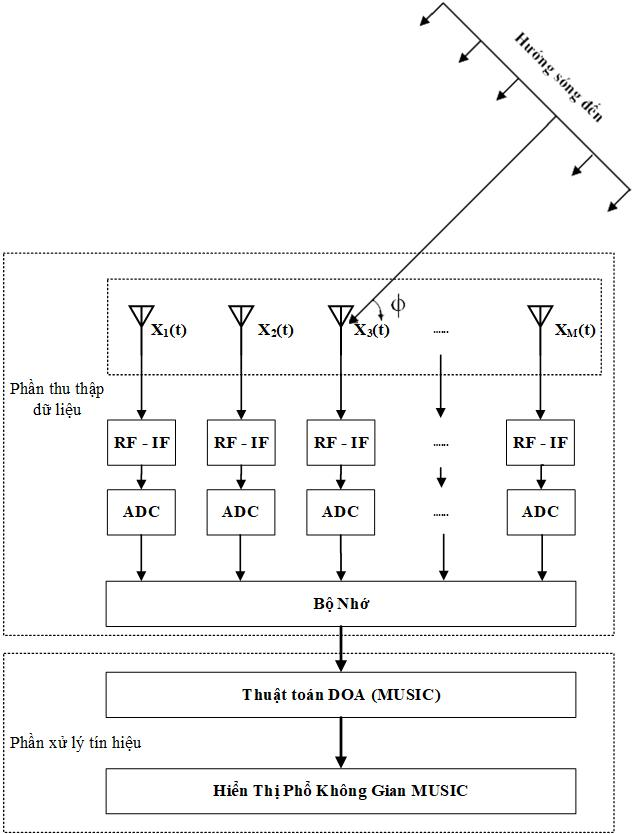 Hướng sóng đến
ϕ
X1(t) X2(t) X3(t) ...... XM(t)
Phần thu thập
dữ liệu
RF - IF RF - IF RF - IF ...... RF - IF
ADC ADC ADC ...... ADC
Bộ Nhớ
Thuật toán DOA (MUSIC)
Phần xử lý tín hiệu
Hiển Thị Phổ Không Gian MUSIC